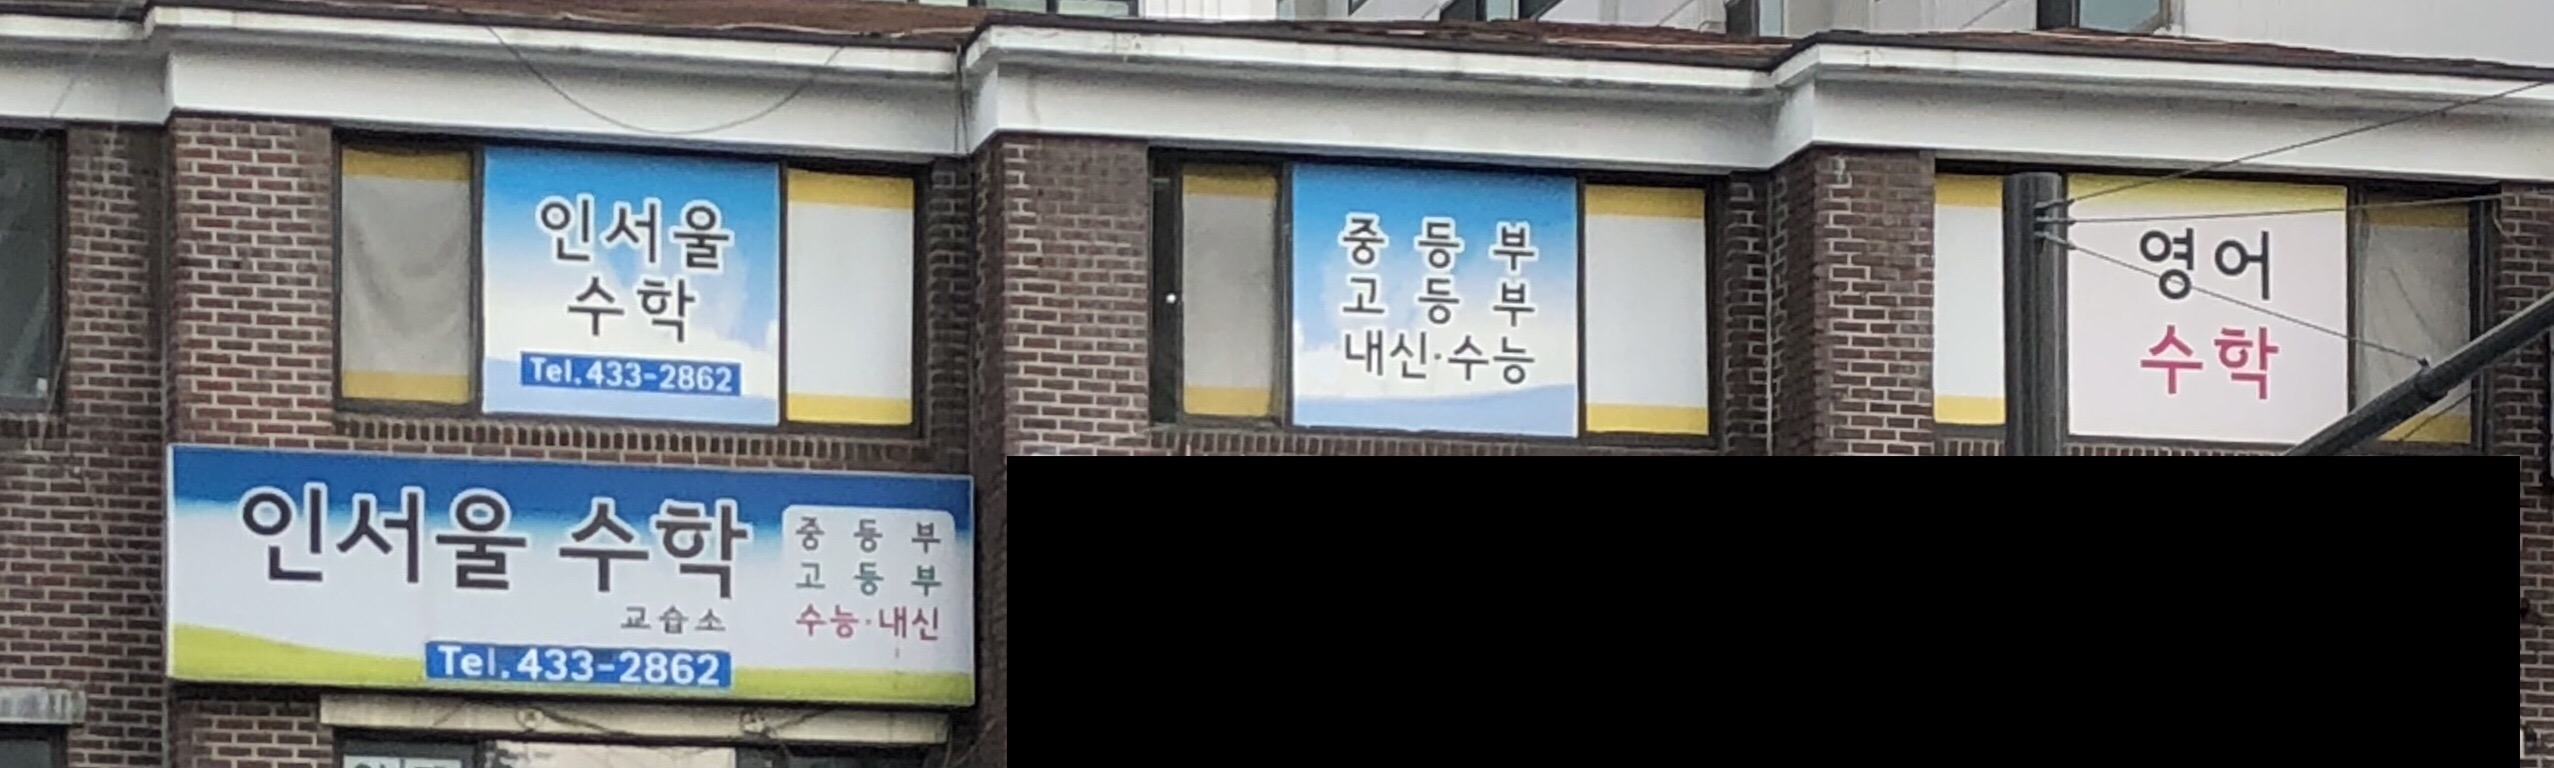 인서울
수학
Tel.433-2862
중 등 부
고 등 부
내신·수능
영어
수학
인서울 수학
교습소
Tel.433-2862
중 등 부
고 등 부
수능·내신